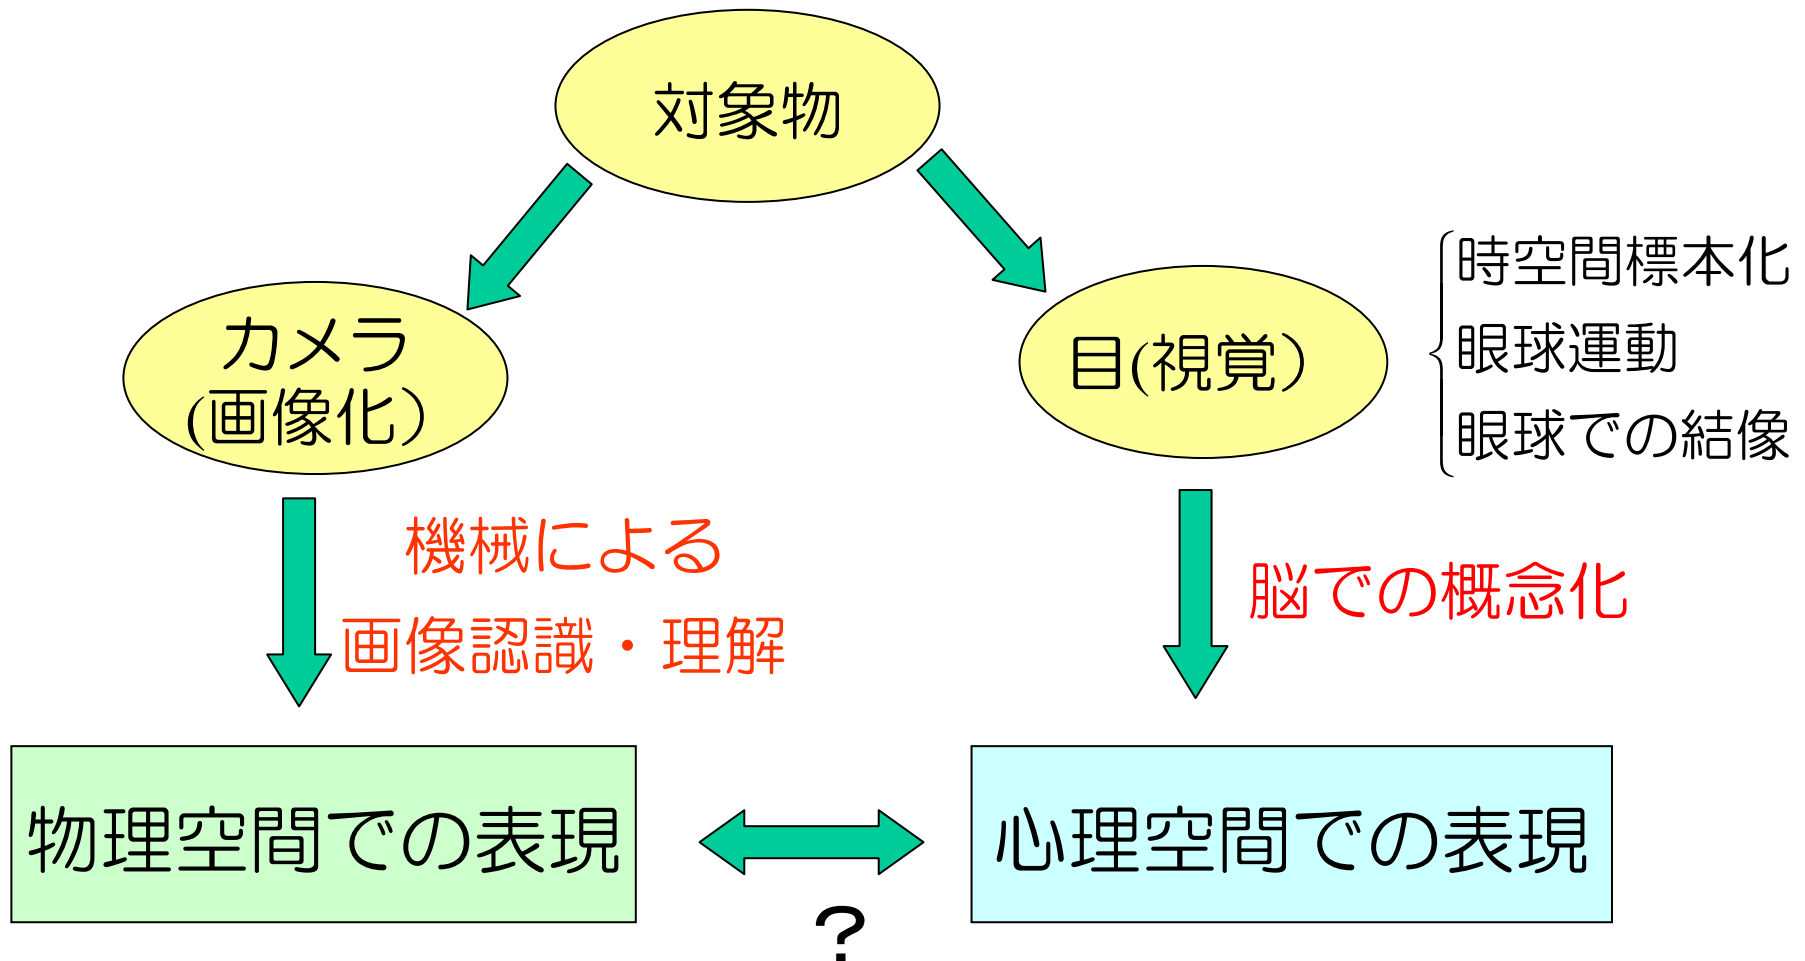 対象物
カメラ
(画像化）
目(視覚）
時空間標本化
眼球運動
眼球での結像
機械による
画像認識・理解
脳での概念化
物理空間での表現
心理空間での表現
？